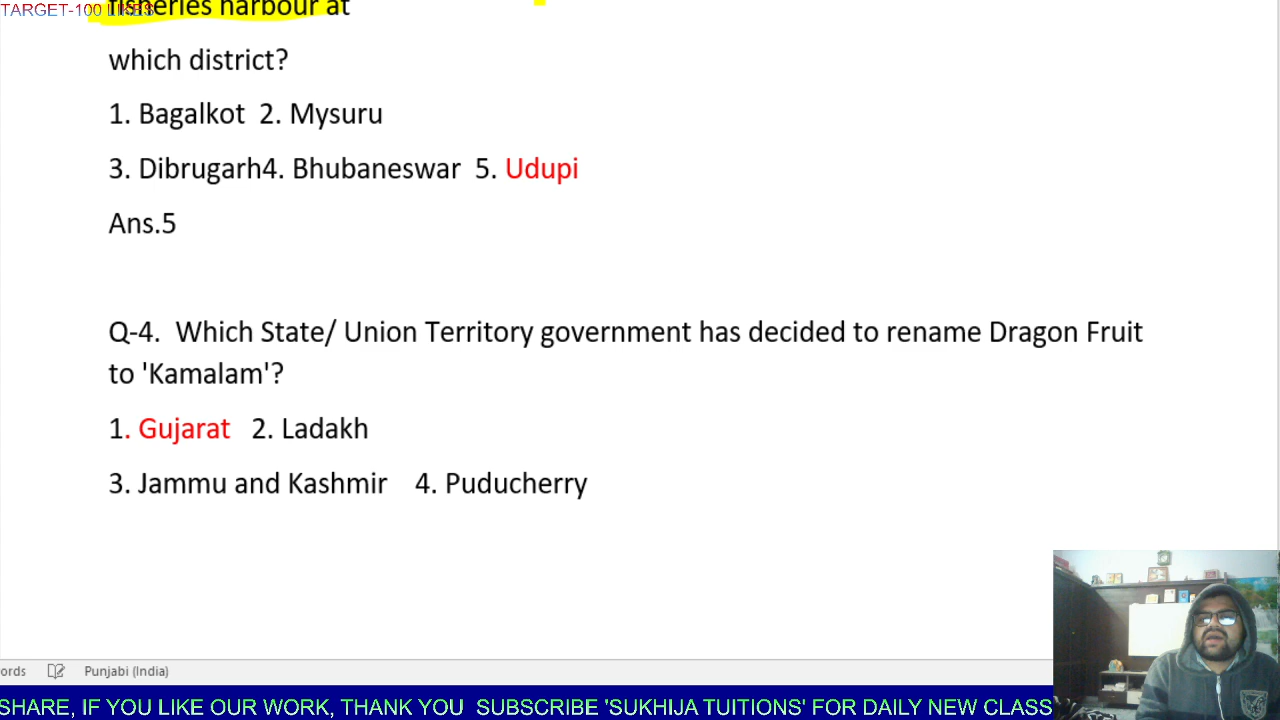 TARGET-100 LIKES
fisheries harbour at
which district?
1. Bagalkot 2. Mysuru
3. Dibrugarh4. Bhubaneswar 5. Udupi
Ans.5
Q-4. Which State/ Union Territory government has decided to rename Dragon Fruit
to 'Kamalam'?
1. Gujarat 2. Ladakh
3. Jammu and Kashmir 4. Puducherry
ords Punjabi (India)
SHARE, IF YOU LIKE OUR WORK, THANK YOU SUBSCRIBE 'SUKHIJA TUITIONS' FOR DAILY NEW CLASS